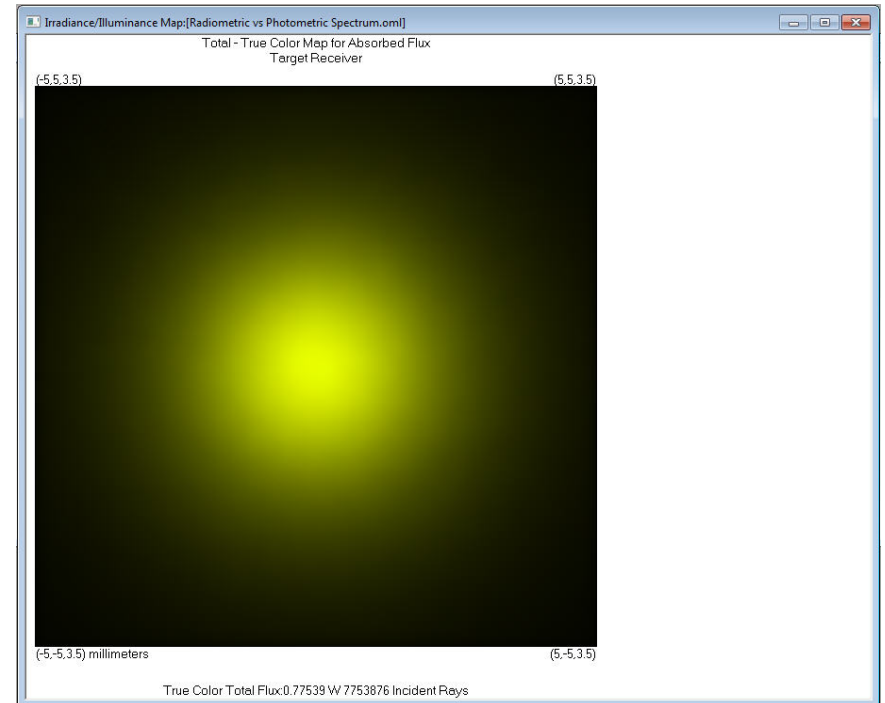 Irradiance/Illuminance Map:[Radiometric vs Photometric Spectrum.oml]
Total - True Color Map for Absorbed Flux
Target Receiver
(-5,5,3.5) (5,5,3.5)
(-5,-5,3.5) millimeters (5,-5,3.5)
True Color Total Flux:0.77539 W 7753876 Incident Rays